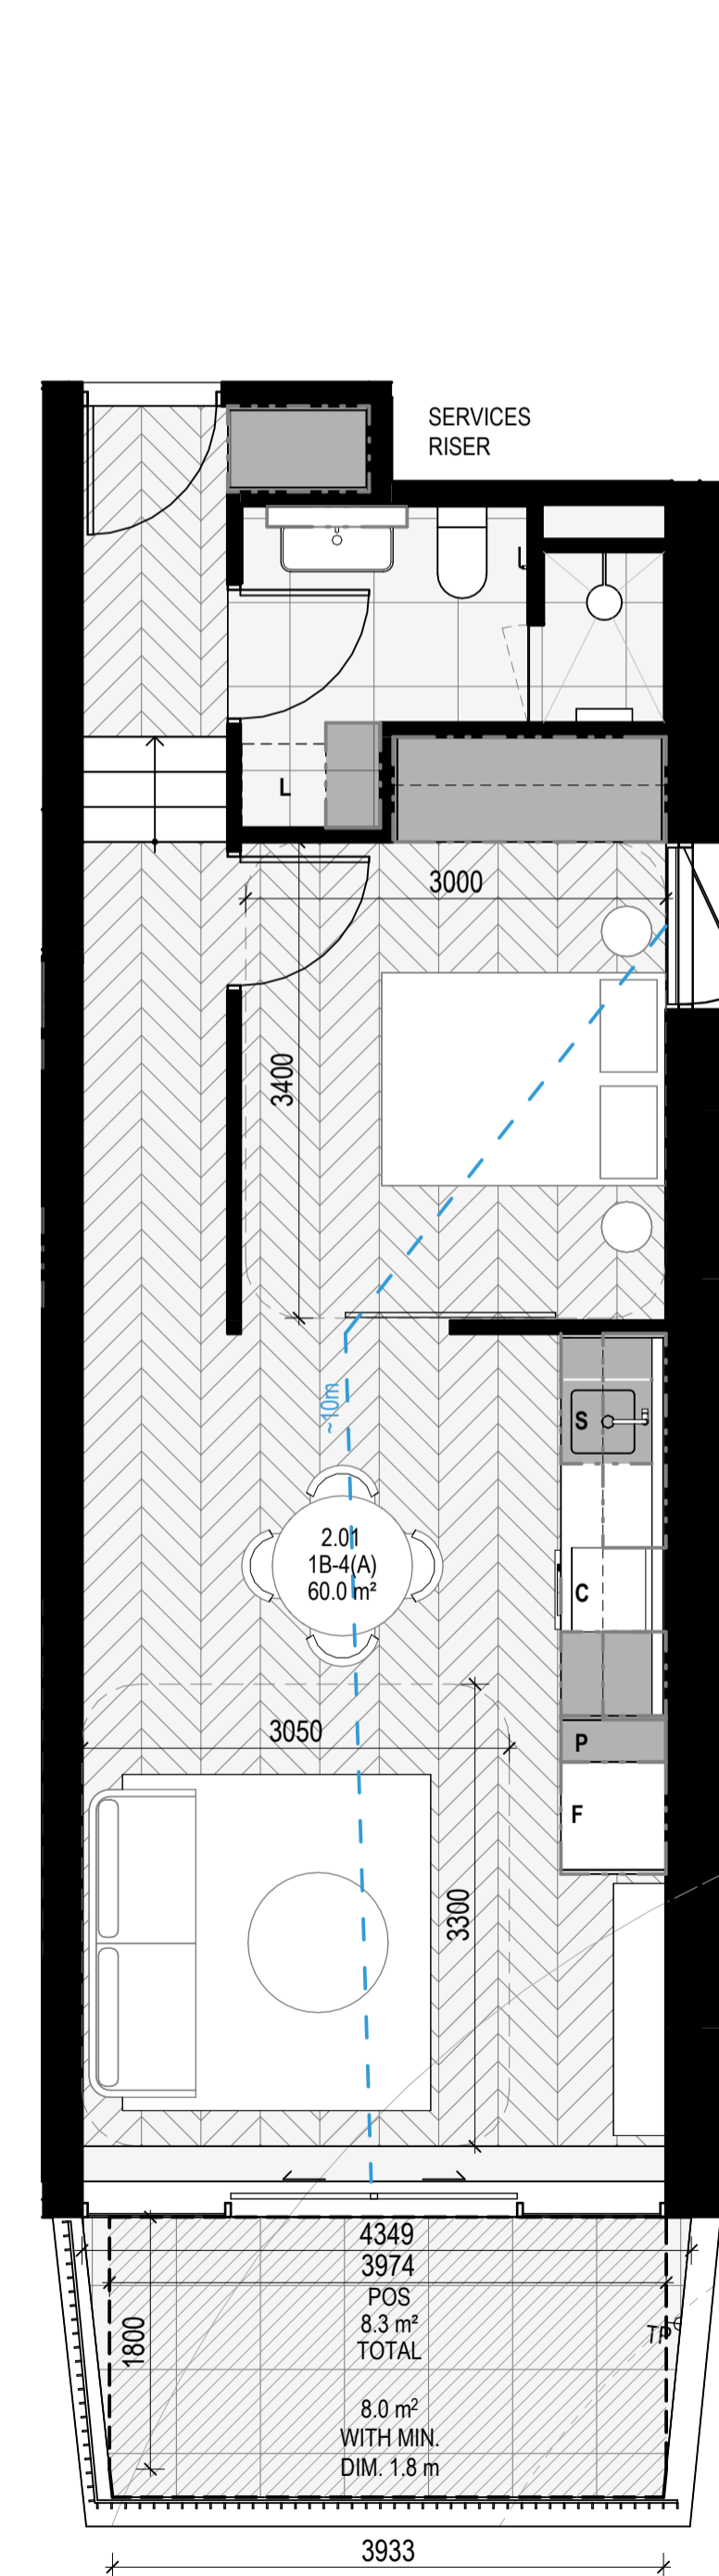 SERVICES
RISER
L
3000
3400
~10m
S
2.01
1B-4(A)
60.0 m²
C
3050
P
F
3300
4349
3974
POS
8.3 m²
TOTAL
1800
TP
8.0 m²
WITH MIN.
DIM. 1.8 m
3933